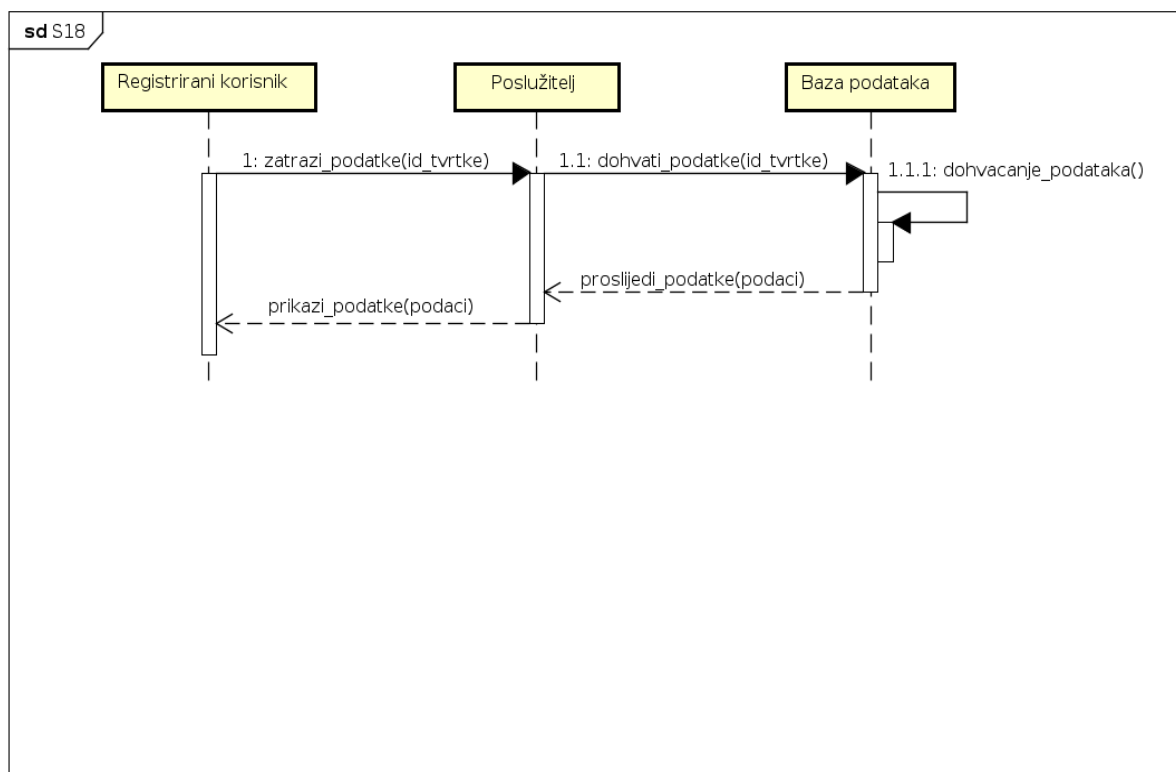 sd S18
Registrirani korisnik
Poslužitelj
Baza podataka
1: zatrazi_podatke(id_tvrtke)
1.1: dohvati_podatke(id_tvrtke)
1.1.1: dohvacanje_podataka()
proslijedi_podatke(podaci)
prikazi_podatke(podaci)